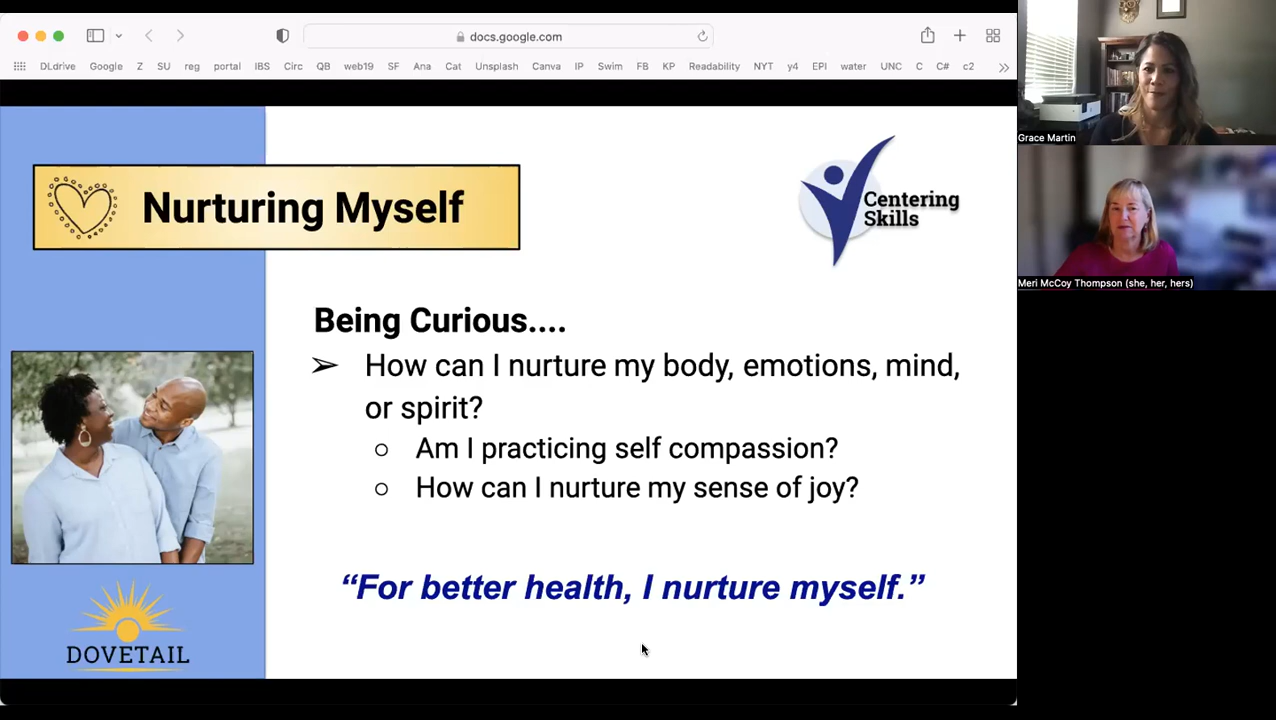 docs.google.com
DLdrive Google Z SU reg portal IBS Circ webst SF Arta Cat Unsplash Canva IP Swim FB KP Readability NYT y4 EPI water UNC C C# c2
Nurturing Myself
Centering
Skills
Being Curious....
➢ How can I nurture my body, emotions, mind,
or spirit?
○ Am I practicing self compassion?
○ How can I nurture my sense of joy?
“For better health, I nurture myself.”
DOVETAIL
Grace Martin
Meri McCoy Thompson (she, her, hers)